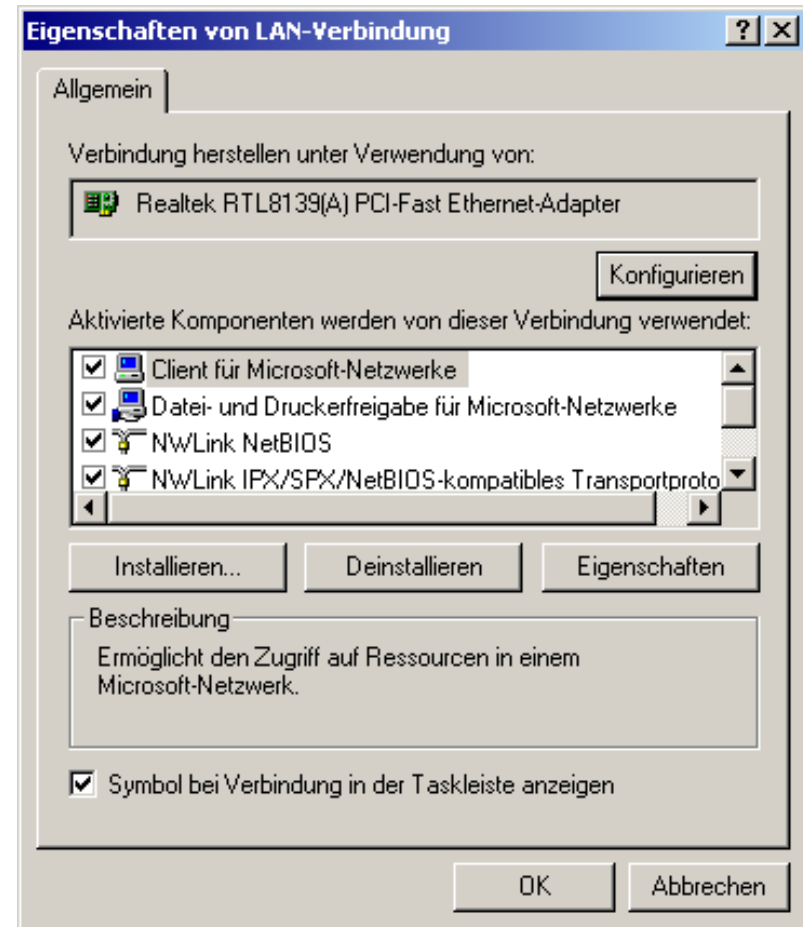 Eigenschaften von LAN-Verbindung
Allgemein
Verbindung herstellen unter Verwendung von:
Realtek RTL8139(A) PCI-Fast Ethernet-Adapter
Konfigurieren
Aktivierte Komponenten werden von dieser Verbindung verwendet:
Client für Microsoft-Netzwerke
Datei- und Druckerfreigabe für Microsoft-Netzwerke
NWLink NetBIOS
NWLink IPX/SPX/NetBIOS-kompatibles Transportproto
Installieren... Deinstallieren Eigenschaften
Beschreibung
Ermöglicht den Zugriff auf Ressourcen in einem
Microsoft-Netzwerk.
Symbol bei Verbindung in der Taskleiste anzeigen
OK Abbrechen